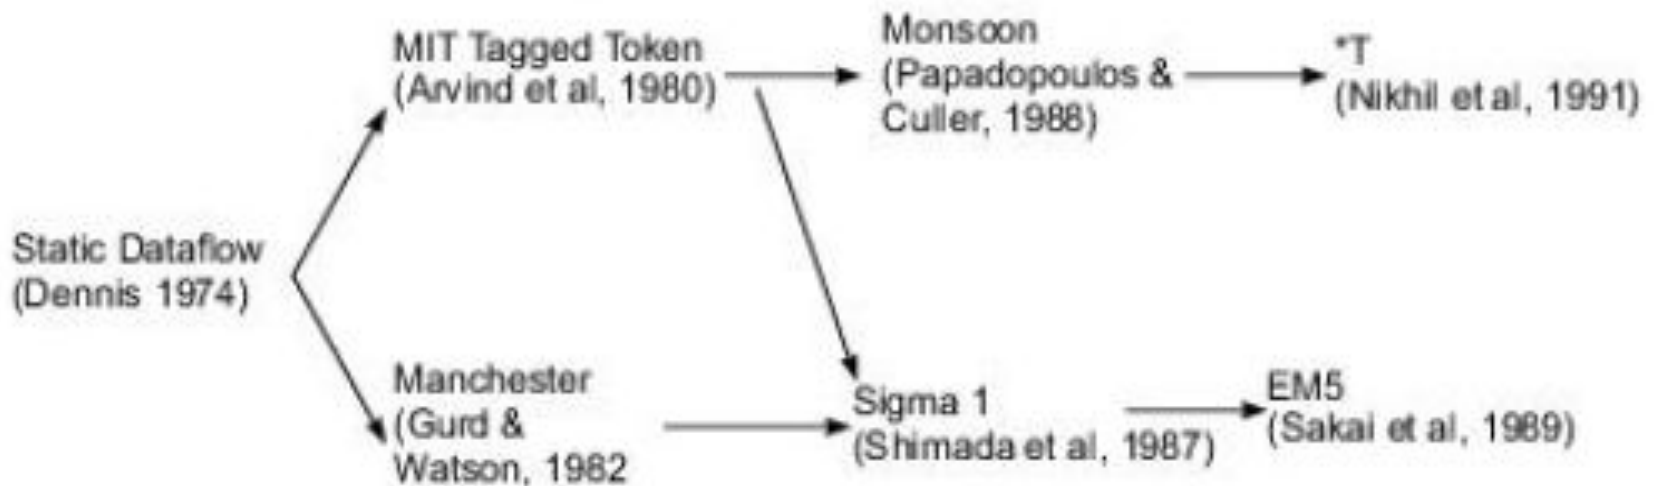 MIT Tagged Token
(Arvind et al, 1980)
Monsoon
(Papadopoulos &
Culler, 1988)
*T
(Nikhil et al, 1991)
Static Dataflow
(Dennis 1974)
Manchester
(Gurd &
Watson, 1982
Sigma 1
(Shimada et al, 1987)
EM5
(Sakai et al, 1989)